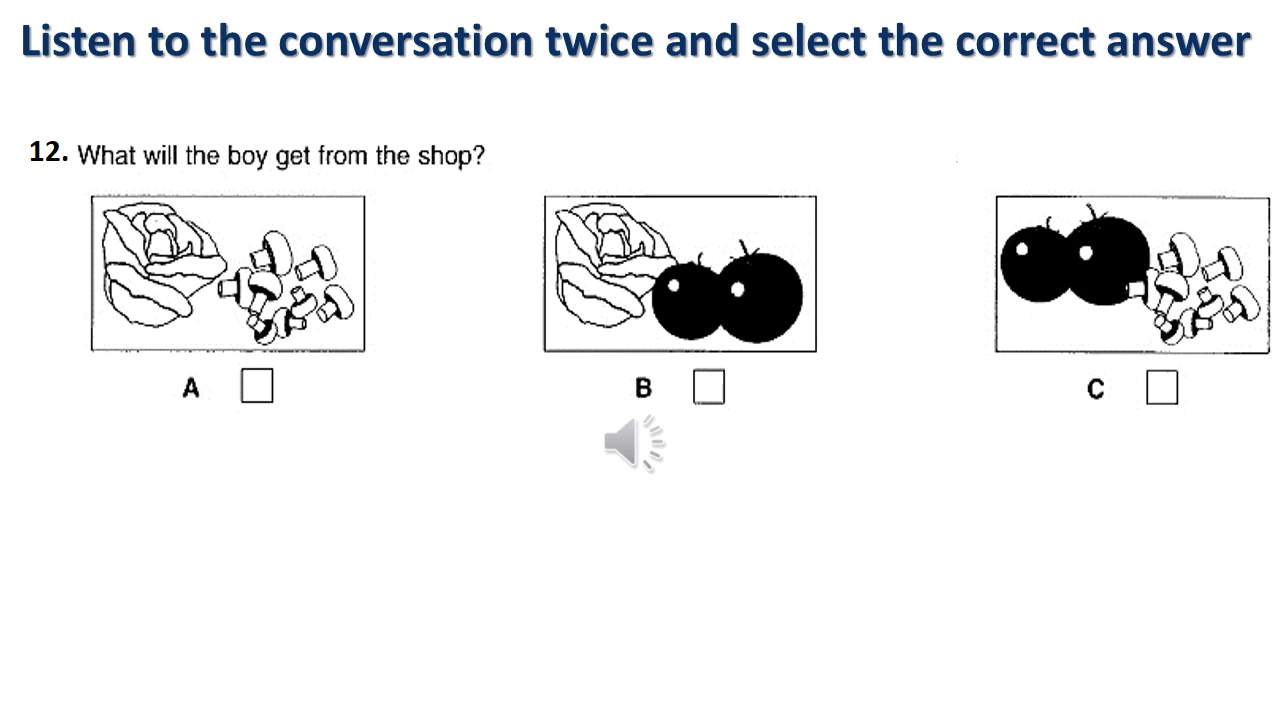 Listen to the conversation twice and select the correct answer
12. What will the boy get from the shop?
A
B
C